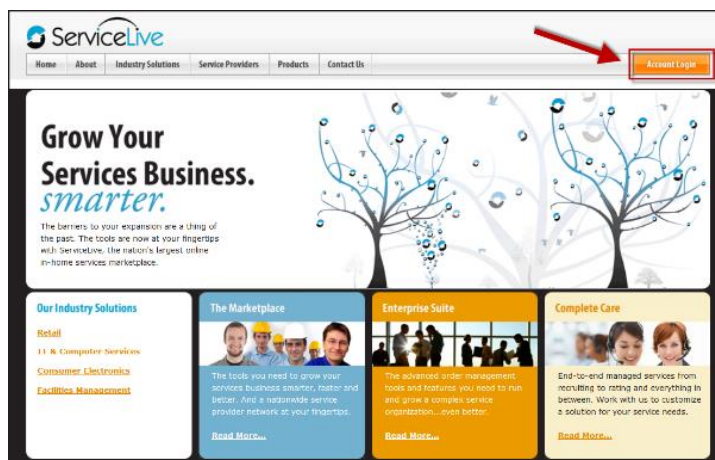 ServiceLive
Home About Industry Solutions Service Providers Products Contact Us Account Login
Grow Your
Services Business.
smarter.
The barriers to your expansion are a thing of
the past. The tools are now at your fingertips
with ServiceLive, the nation's largest online
in-home services marketplace.
Our Industry Solutions
Retail
IT & Computer Services
Consumer Electronics
Facilities Management
The Marketplace
The tools you need to grow your
services business smarter, faster and
better. And a nationwide service
provider network at your fingertips.
Read More...
Enterprise Suite
The advanced order management
tools and features you need to run
and grow a complex service
organization...even better.
Read More...
Complete Care
End-to-end managed services from
recruiting to rating and everything in
between. Work with us to customize
a solution for your service needs.
Read More...